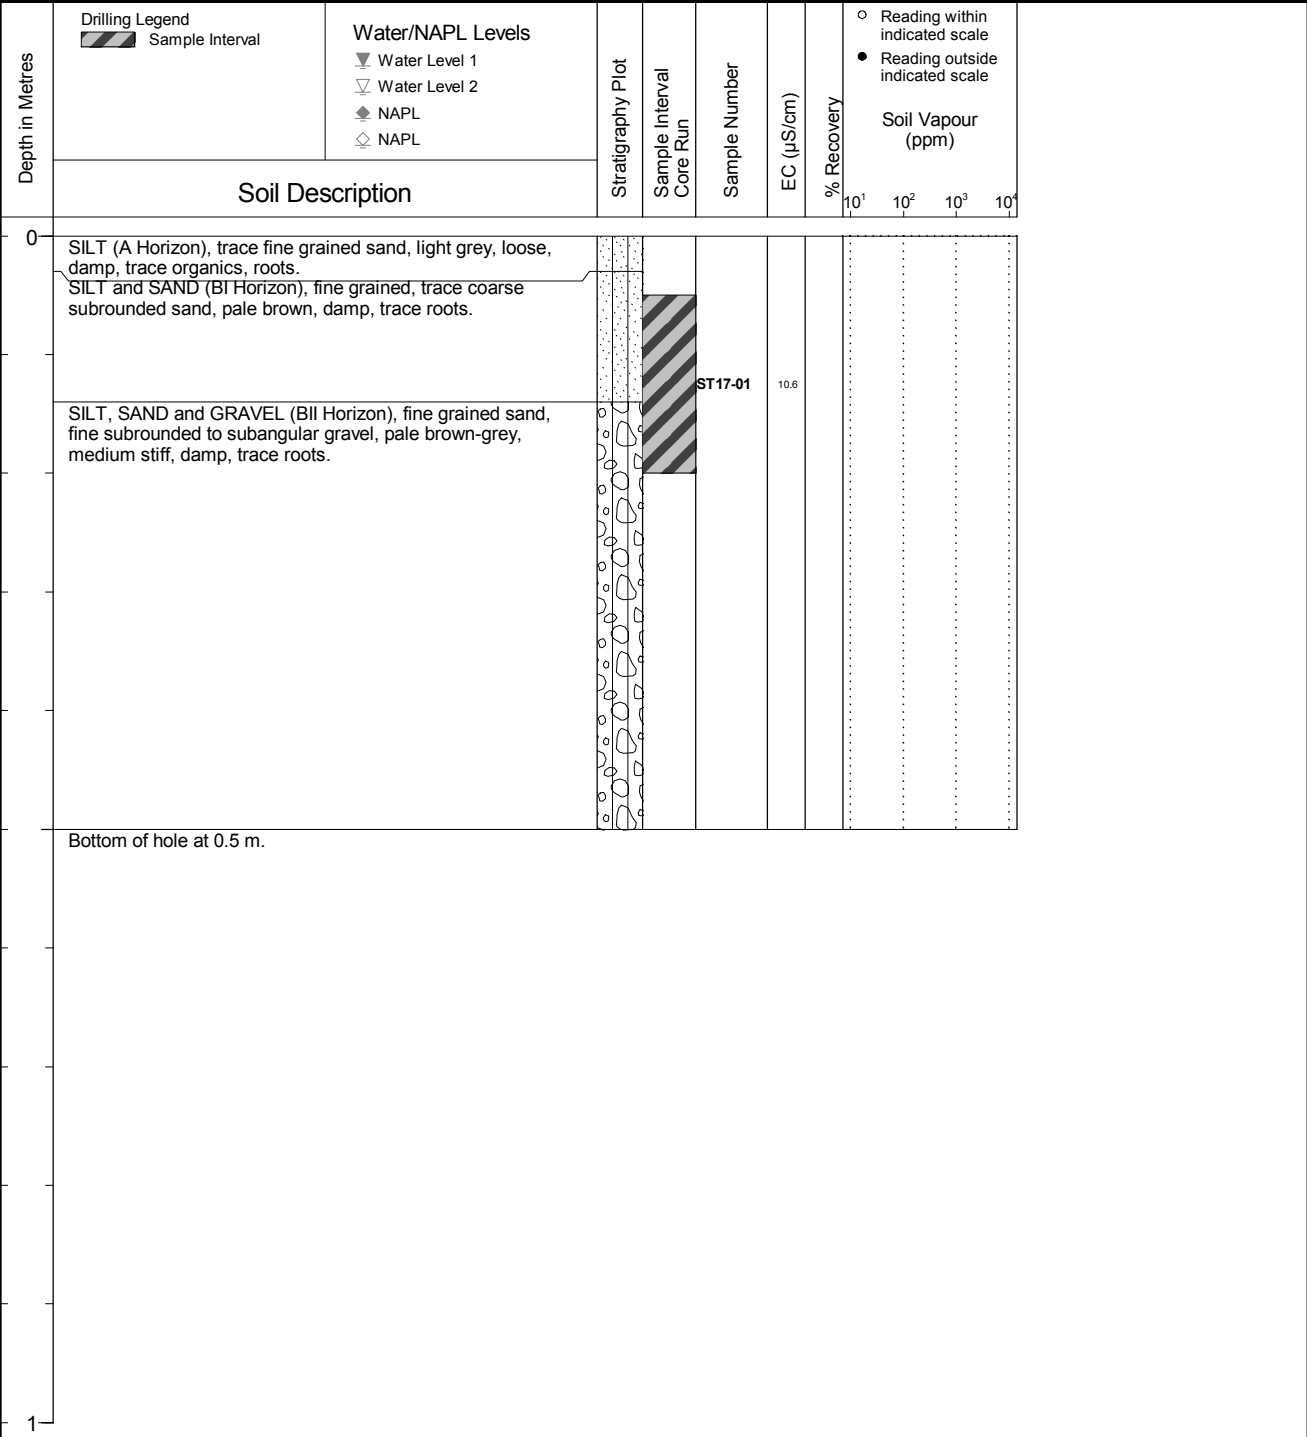 Depth in Metres
Drilling Legend
Sample Interval
Water/NAPL Levels
Water Level 1
Water Level 2
NAPL
NAPL
Soil Description
Stratigraphy Plot
Sample Interval
Core Run
Sample Number
EC (µS/cm)
% Recovery
Reading within
indicated scale
Reading outside
indicated scale
Soil Vapour
(ppm)
10¹ 10² 10³ 10⁴
0
SILT (A Horizon), trace fine grained sand, light grey, loose,
damp, trace organics, roots.
SILT and SAND (BI Horizon), fine grained, trace coarse
subrounded sand, pale brown, damp, trace roots.
ST17-01 10.6
SILT, SAND and GRAVEL (BII Horizon), fine grained sand,
fine subrounded to subangular gravel, pale brown-grey,
medium stiff, damp, trace roots.
Bottom of hole at 0.5 m.
1